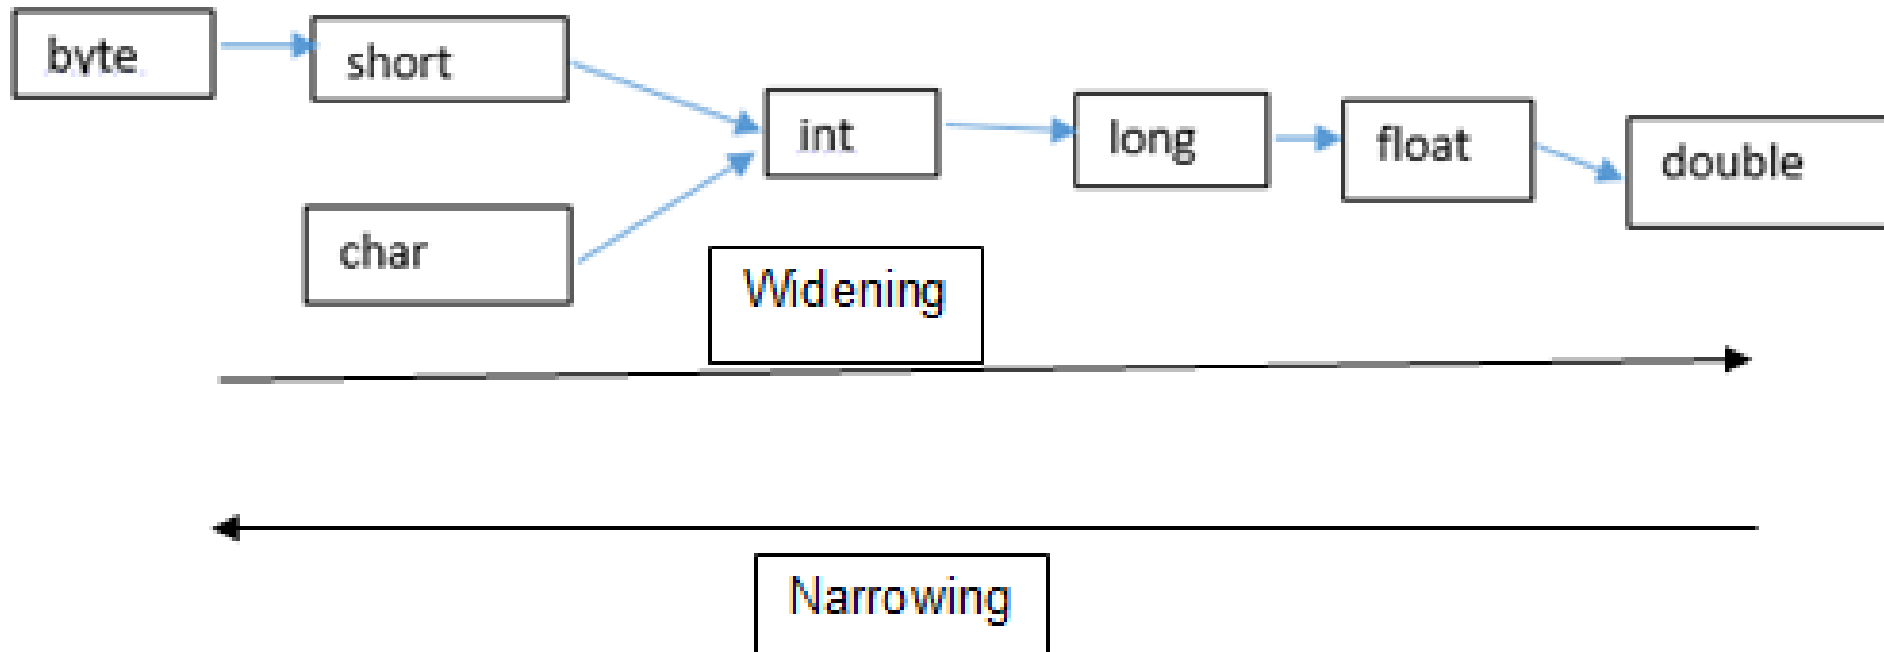 byte
short
int
long
float
double
char
Widening
Narrowing